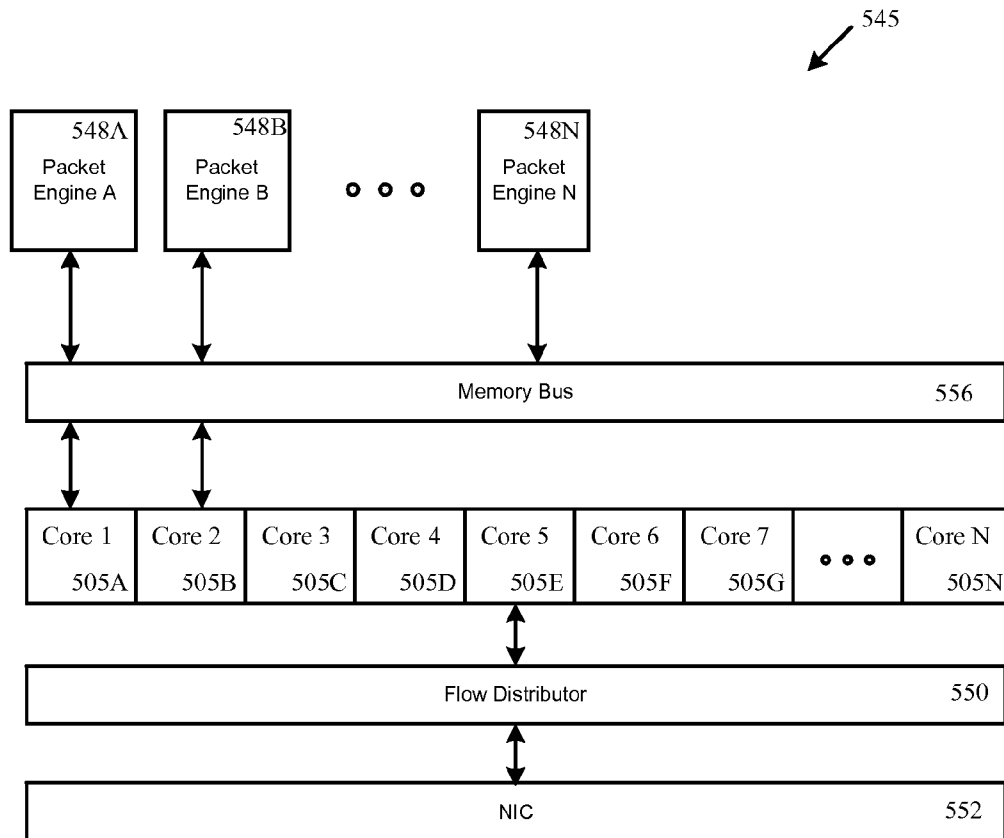 545
548A
Packet
Engine A
548B
Packet
Engine B
548N
Packet
Engine N
Memory Bus
556
Core 1
505A
Core 2
505B
Core 3
505C
Core 4
505D
Core 5
505E
Core 6
505F
Core 7
505G
Core N
505N
Flow Distributor
550
NIC
552